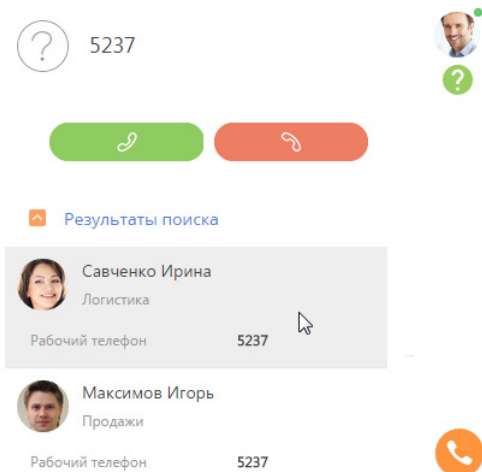 5237
Результаты поиска
Савченко Ирина
Логистика
Рабочий телефон 5237
Максимов Игорь
Продажи
Рабочий телефон 5237